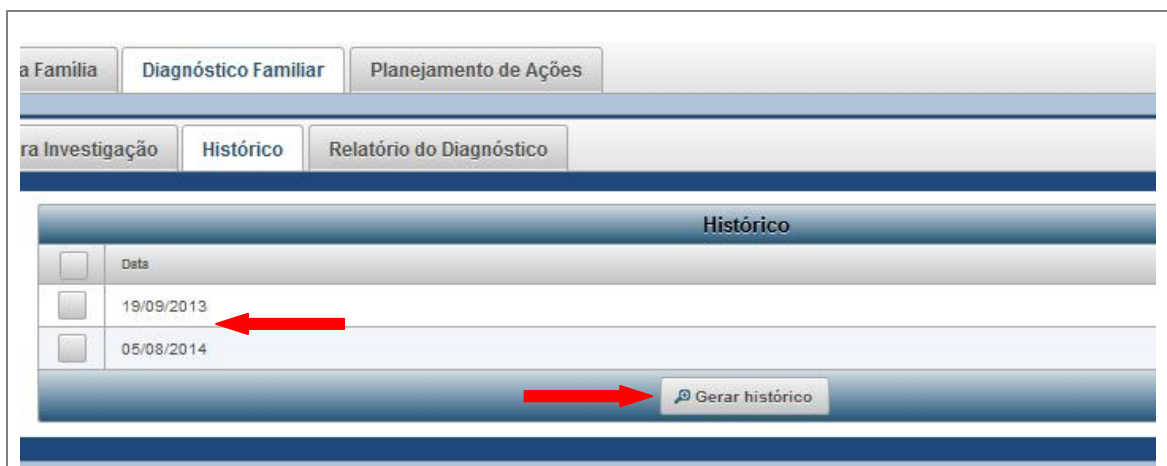 a Família Diagnóstico Familiar Planejamento de Ações
ra Investigação Histórico Relatório do Diagnóstico
Histórico
Data
19/09/2013
05/08/2014
Gerar histórico